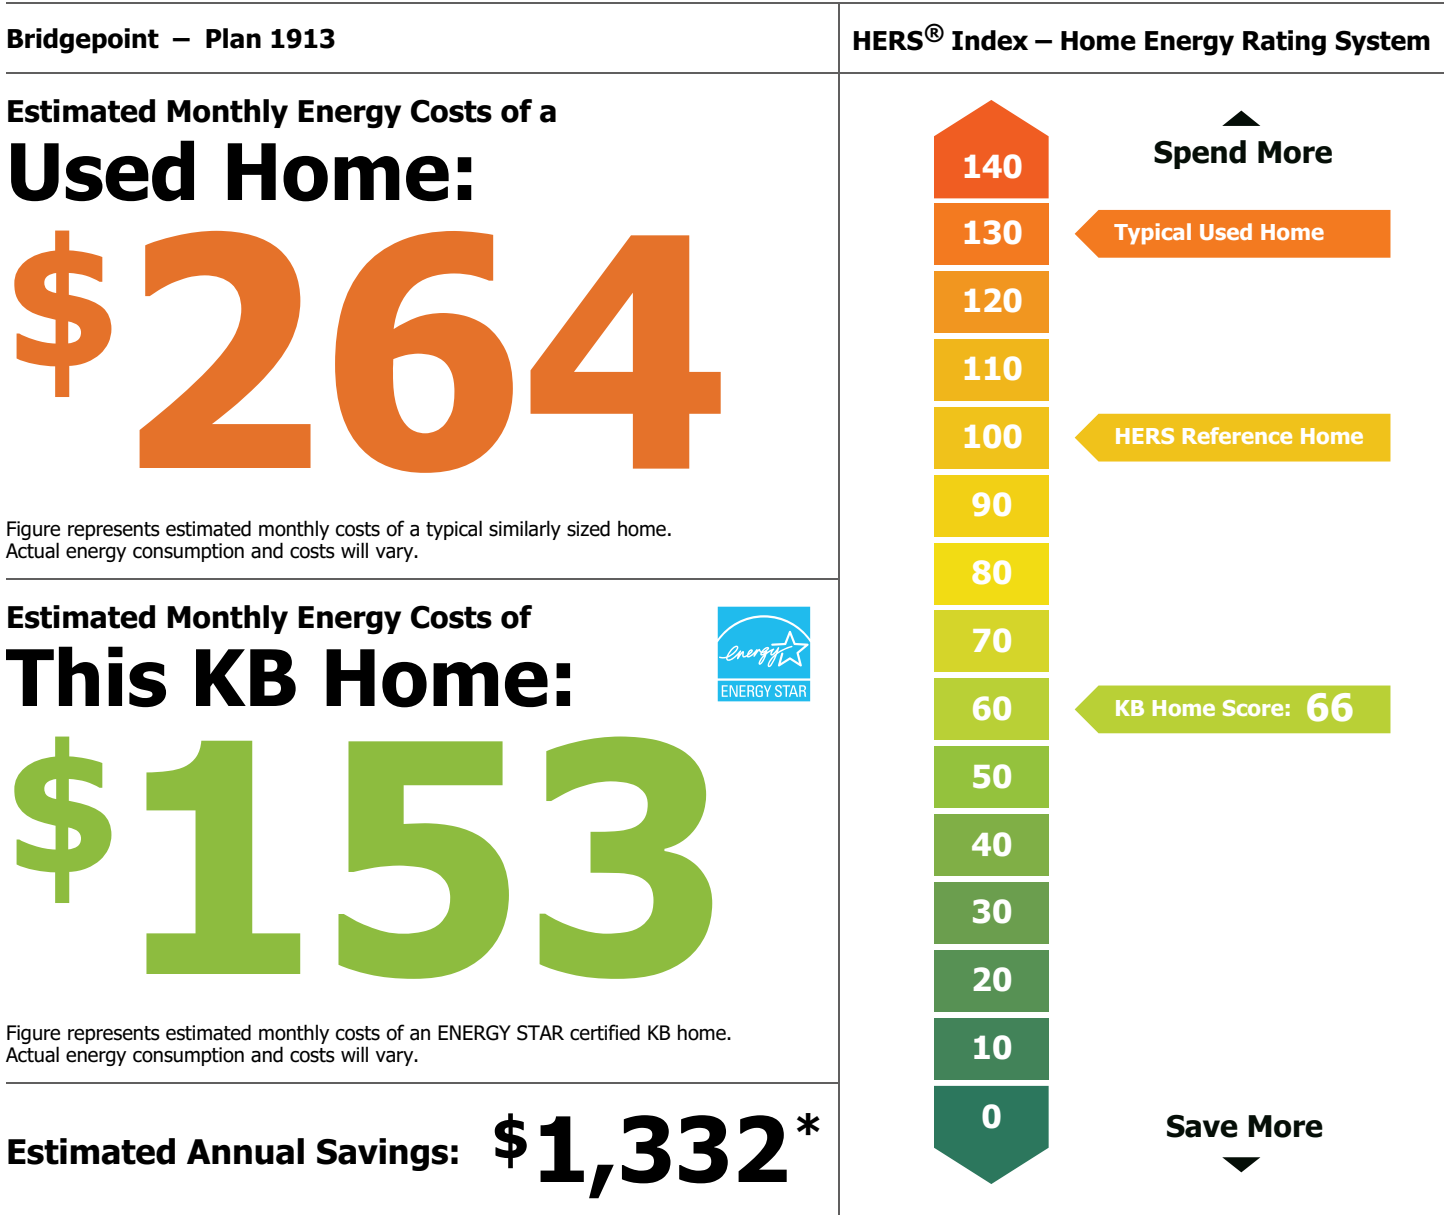 Bridgepoint – Plan 1913
Estimated Monthly Energy Costs of a
Used Home:
$264
Figure represents estimated monthly costs of a typical similarly sized home.
Actual energy consumption and costs will vary.
Estimated Monthly Energy Costs of
This KB Home:
energy
ENERGY STAR
$153
Figure represents estimated monthly costs of an ENERGY STAR certified KB home.
Actual energy consumption and costs will vary.
Estimated Annual Savings: $1,332*
HERS® Index – Home Energy Rating System
Spend More
140
130 Typical Used Home
120
110
100 HERS Reference Home
90
80
70
60 KB Home Score: 66
50
40
30
20
10
0
Save More